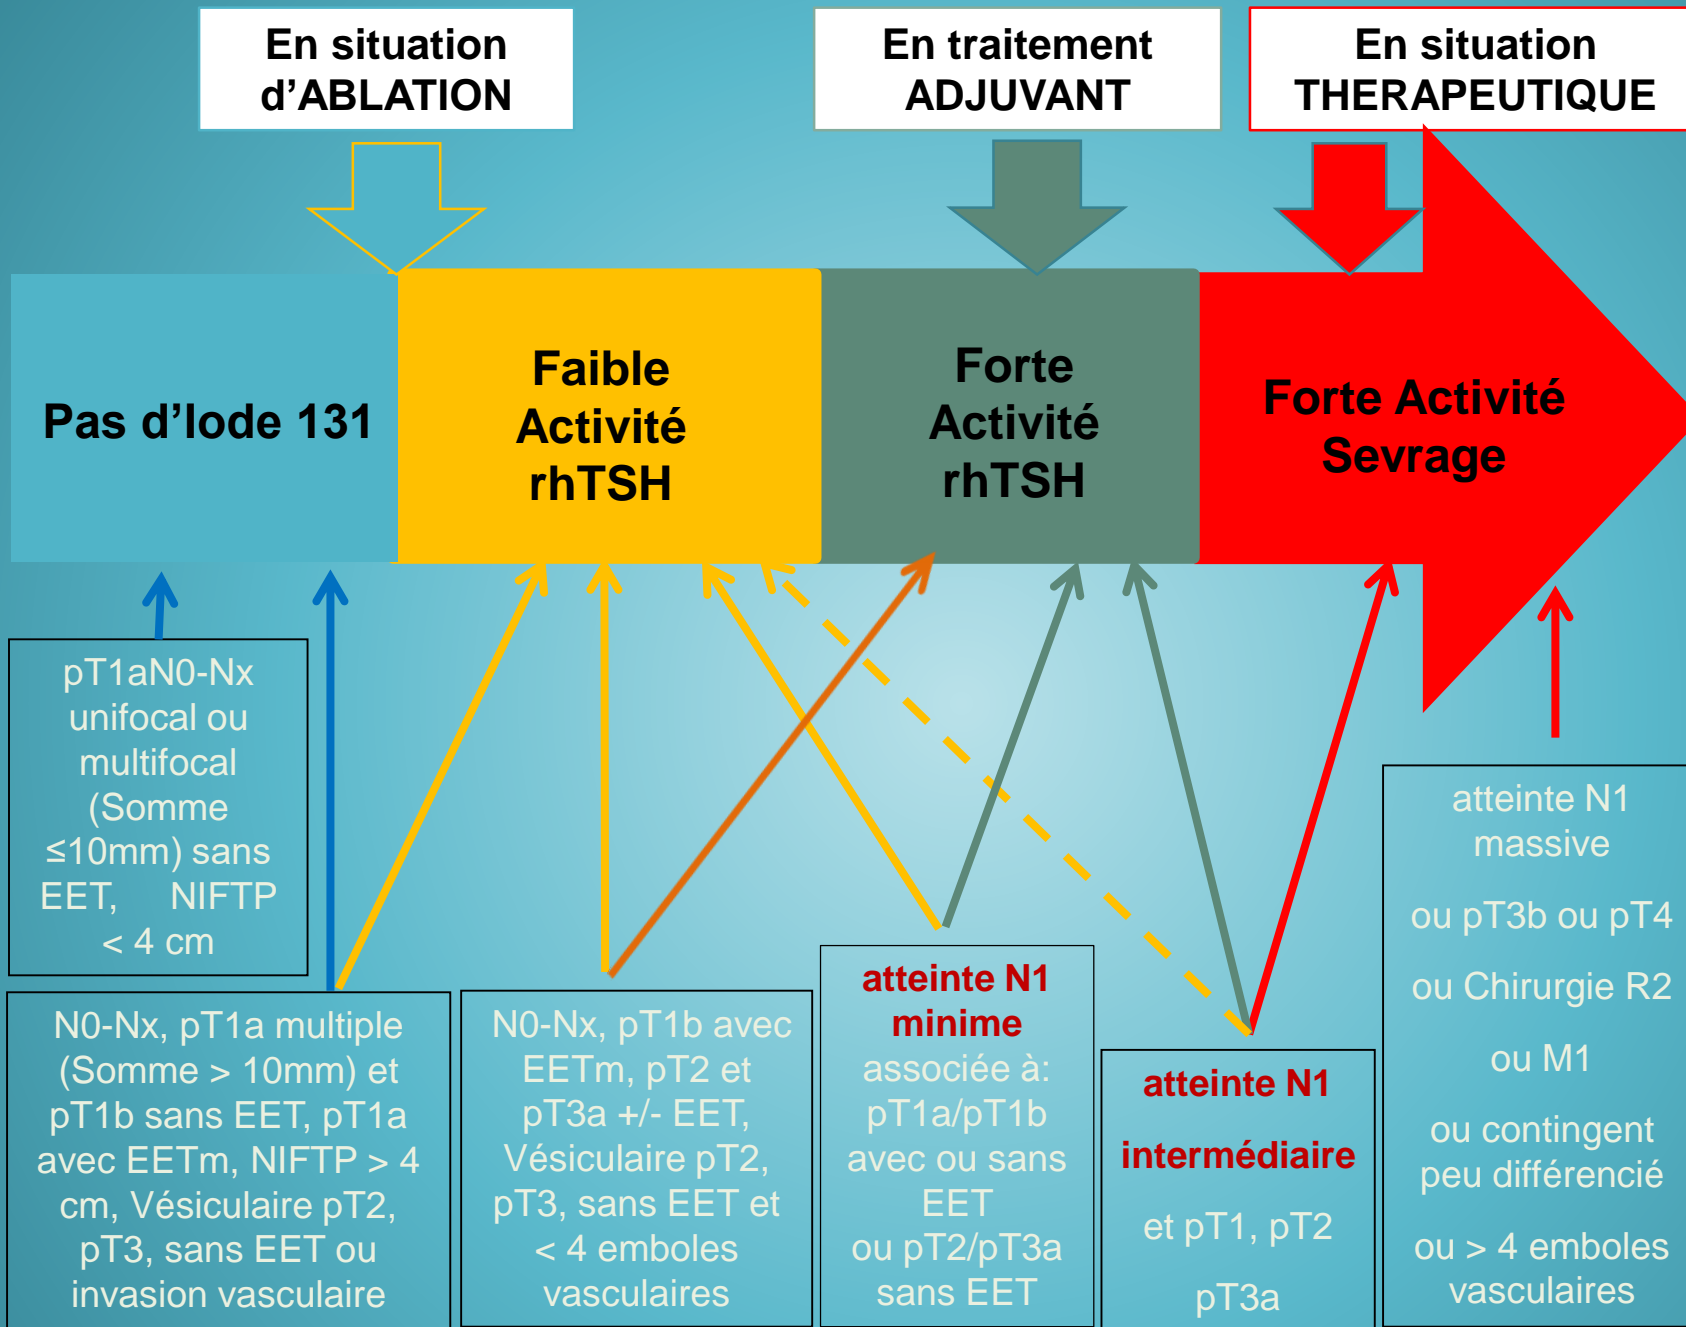 En situation
d'ABLATION
En traitement
ADJUVANT
En situation
THERAPEUTIQUE
Pas d'Iode 131
Faible
Activité
rhTSH
Forte
Activité
rhTSH
Forte Activité
Sevrage
pT1aN0-Nx
unifocal ou
multifocal
(Somme
≤10mm) sans
EET, NIFTP
< 4 cm
N0-Nx, pT1a multiple
(Somme > 10mm) et
pT1b sans EET, pT1a
avec EETm, NIFTP > 4
cm, Vésiculaire pT2,
pT3, sans EET ou
invasion vasculaire
N0-Nx, pT1b avec
EETm, pT2 et
pT3a +/- EET,
Vésiculaire pT2,
pT3, sans EET et
< 4 emboles
vasculaires
atteinte N1
minime
associée à:
pT1a/pT1b
avec ou sans
EET
ou pT2/pT3a
sans EET
atteinte N1
intermédiaire
et pT1, pT2
pT3a
atteinte N1
massive
ou pT3b ou pT4
ou Chirurgie R2
ou M1
ou contingent
peu différencié
ou > 4 emboles
vasculaires